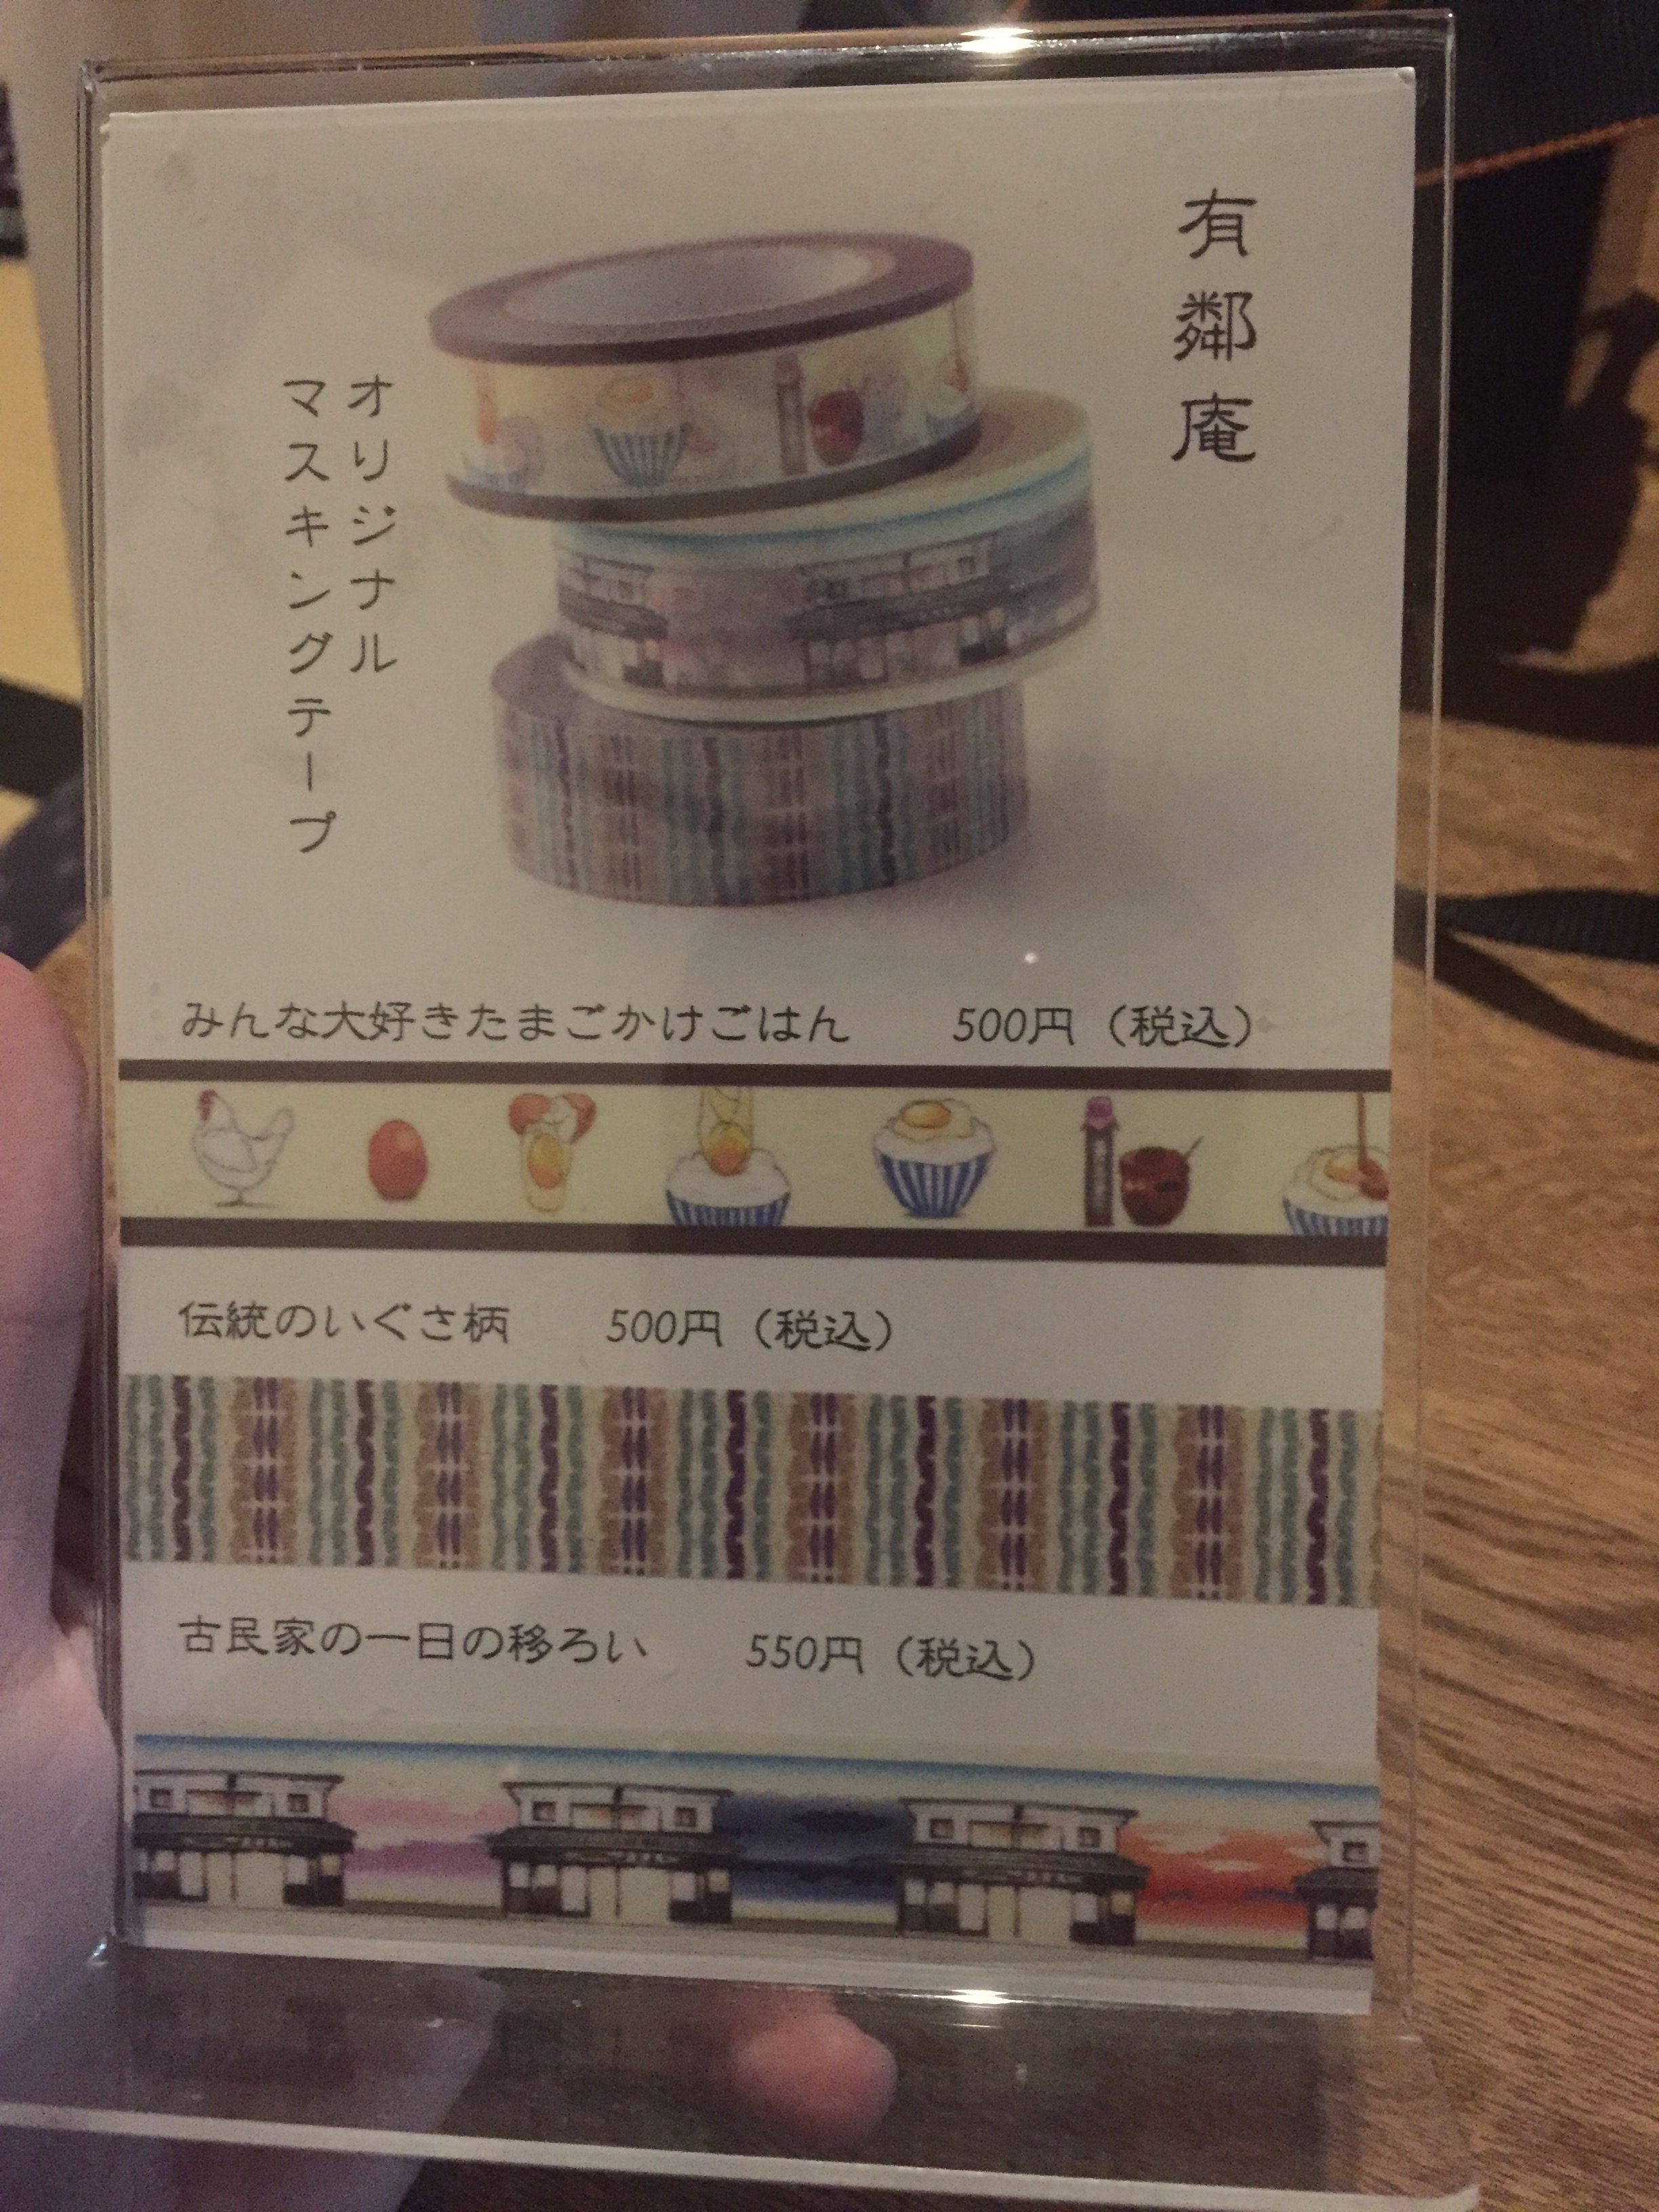 有鄰庵
オリジナル
マスキングテープ
みんな大好きたまごかけごはん　　500円（税込）
伝統のいぐさ柄　　500円（税込）
古民家の一日の移ろい　　550円（税込）